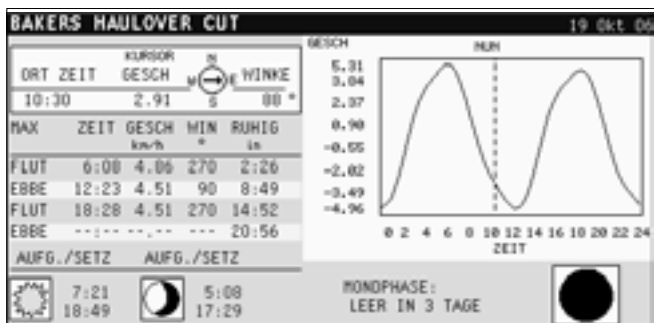 BAKERS HAULOVER CUT 19 Okt 06
KURSOR
ORT ZEIT GESCH N W E S WINKE
10:30 2.91 88 °
MAX ZEIT GESCH WIN RUHIG
km/h ° in
FLUT 6:08 4.86 270 2:26
EBBE 12:23 4.51 90 8:49
FLUT 18:28 4.51 270 14:52
EBBE --:-- --.-- --- 20:56
AUFG./SETZ AUFG./SETZ
7:21 5:08
18:49 17:29
GESCH NUN
5.31
3.84
2.37
0.90
-0.55
-2.02
-3.49
-4.96
0 2 4 6 8 10 12 14 16 18 20 22 24
ZEIT
MONDPHASE:
LEER IN 3 TAGE